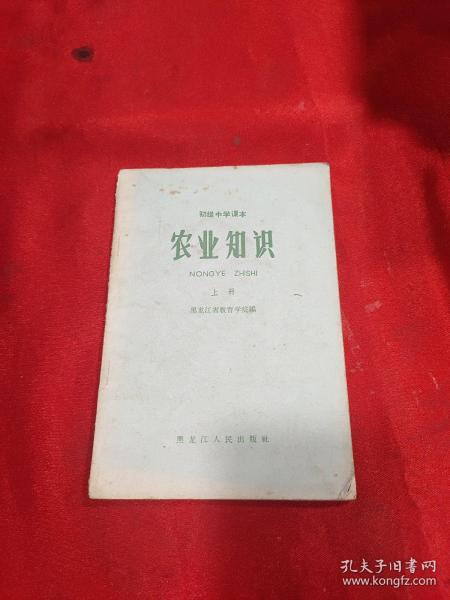 初级中学课本
农业知识
NONGYE ZHISHI
上册
黑龙江省教育学院编
黑龙江人民出版社
孔夫子旧书网
www.kongfz.com